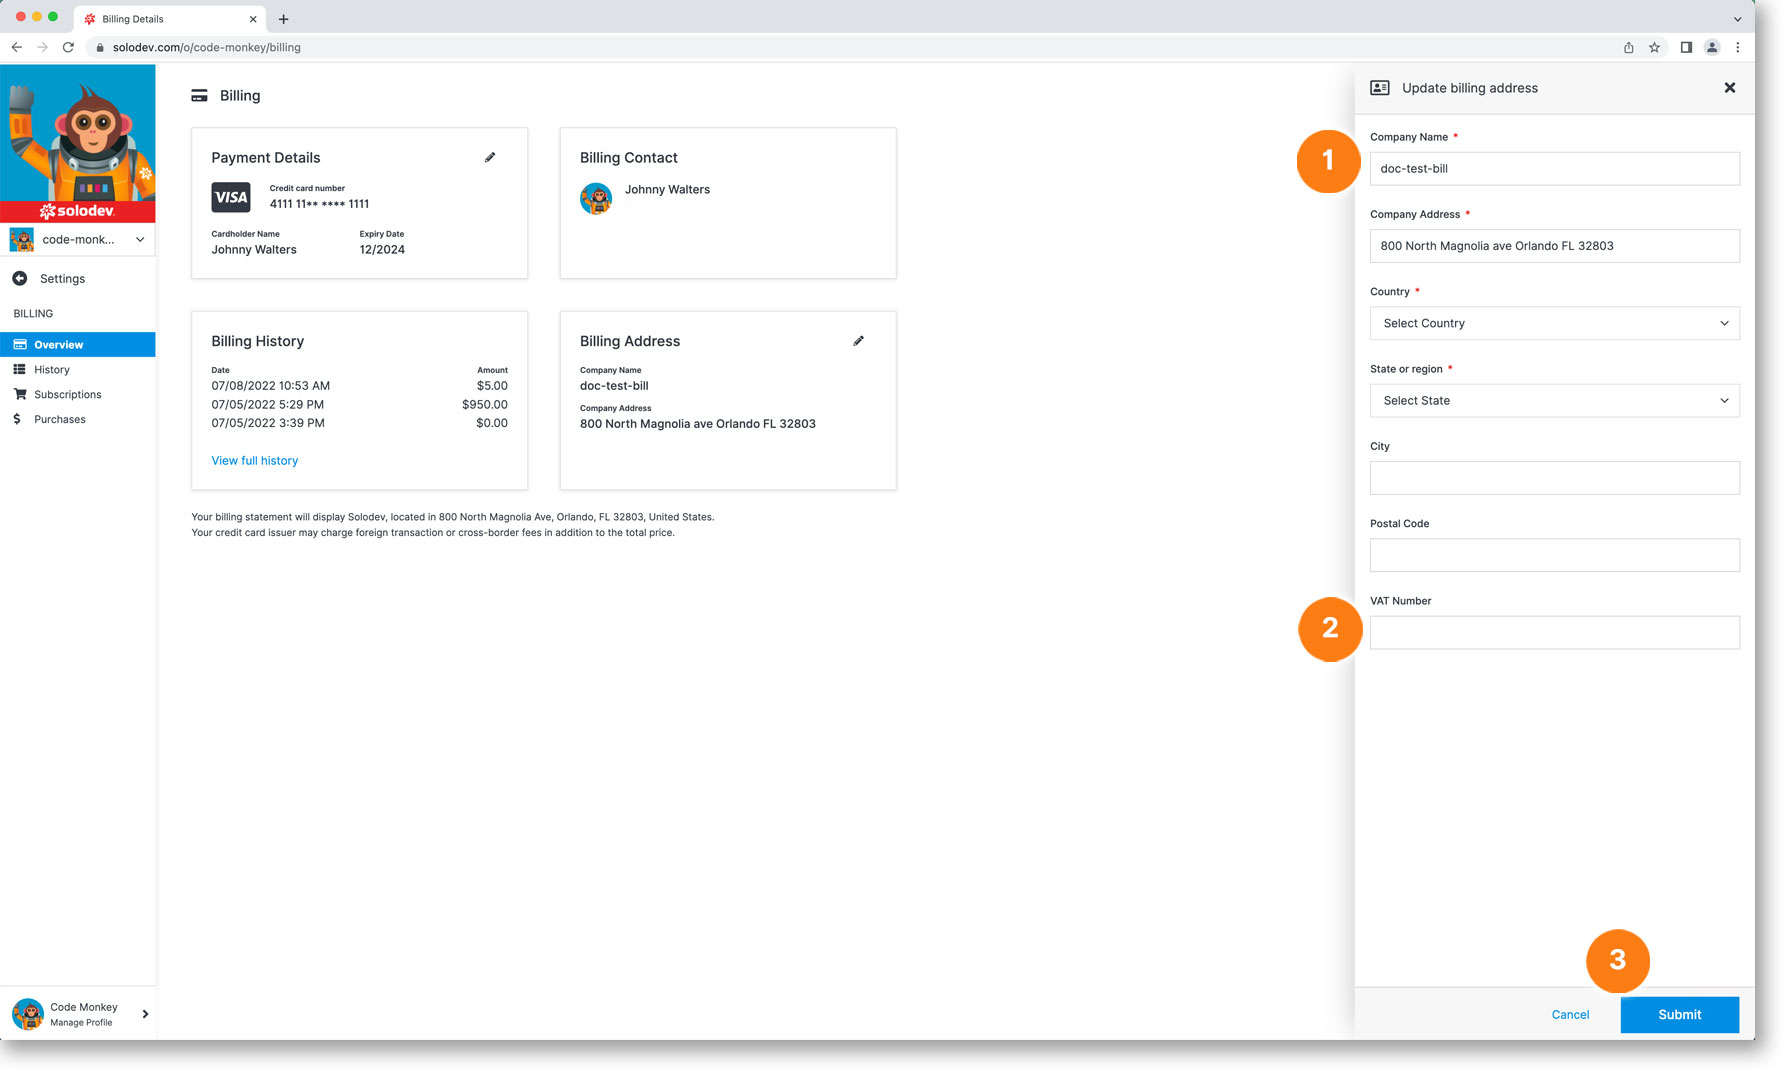 Billing Details
solodev.com/o/code-monkey/billing
solodev
code-monk...
Settings
BILLING
Overview
History
Subscriptions
Purchases
Code Monkey
Manage Profile
Billing
Payment Details
VISA
Credit card number
4111 11** **** 1111
Cardholder Name
Expiry Date
Johnny Walters
12/2024
Billing Contact
Johnny Walters
Billing History
Date
Amount
07/08/2022 10:53 AM
$5.00
07/05/2022 5:29 PM
$950.00
07/05/2022 3:39 PM
$0.00
View full history
Billing Address
Company Name
doc-test-bill
Company Address
800 North Magnolia ave Orlando FL 32803
Your billing statement will display Solodev, located in 800 North Magnolia Ave, Orlando, FL 32803, United States.
Your credit card issuer may charge foreign transaction or cross-border fees in addition to the total price.
Update billing address
1
Company Name *
doc-test-bill
Company Address *
800 North Magnolia ave Orlando FL 32803
Country *
Select Country
State or region *
Select State
City
Postal Code
VAT Number
2
3
Cancel
Submit